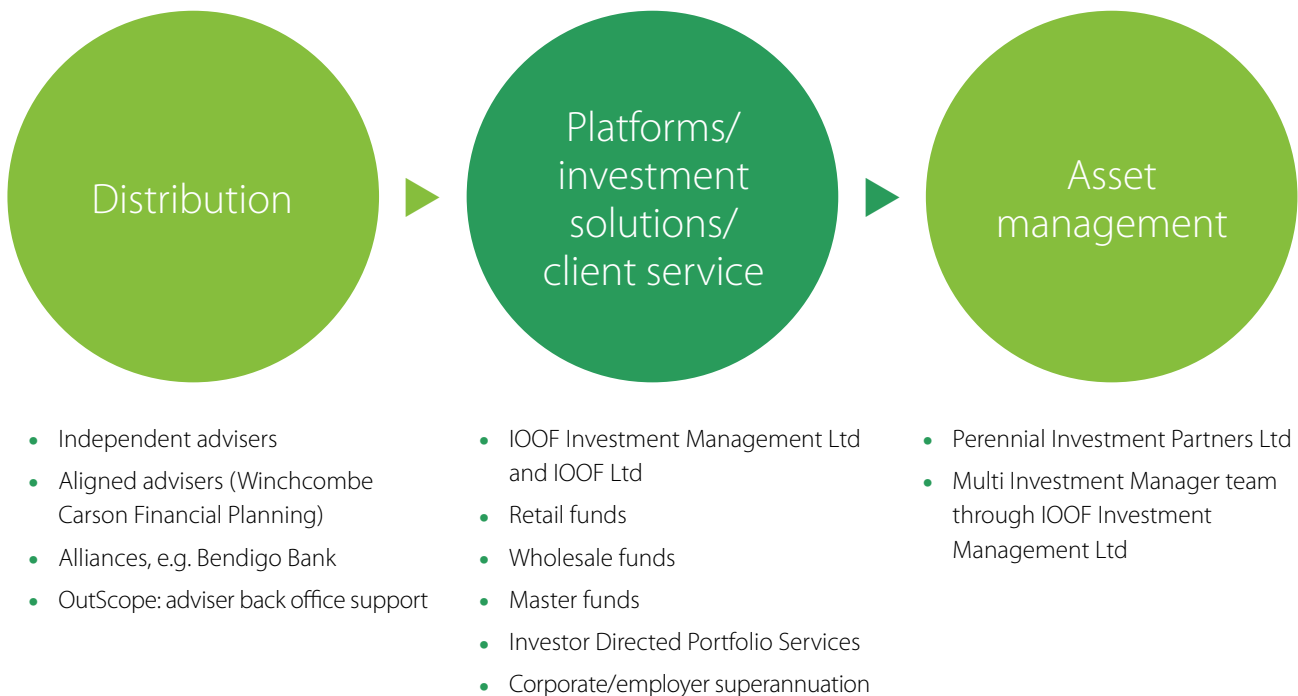 Distribution
Platforms/
investment
solutions/
client service
Asset
management
• Independent advisers
• Aligned advisers (Winchcombe
Carson Financial Planning)
• Alliances, e.g. Bendigo Bank
• OutScope: adviser back office support
• IOOF Investment Management Ltd
and IOOF Ltd
• Retail funds
• Wholesale funds
• Master funds
• Investor Directed Portfolio Services
• Corporate/employer superannuation
• Perennial Investment Partners Ltd
• Multi Investment Manager team
through IOOF Investment
Management Ltd